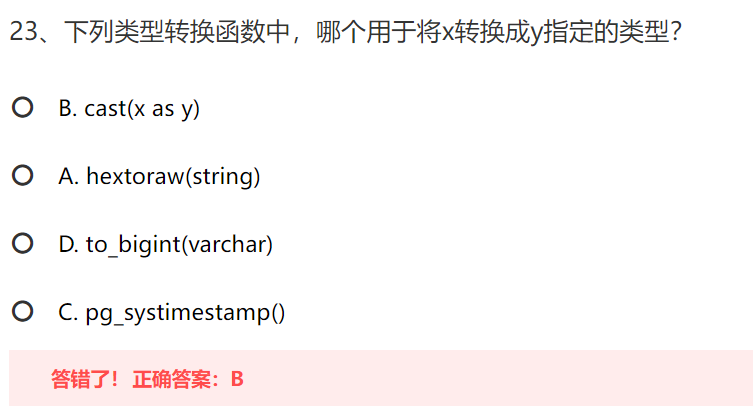 23、下列类型转换函数中，哪个用于将x转换成y指定的类型？
B. cast(x as y)
A. hextoraw(string)
D. to_bigint(varchar)
C. pg_systimestamp()
答错了！正确答案：B